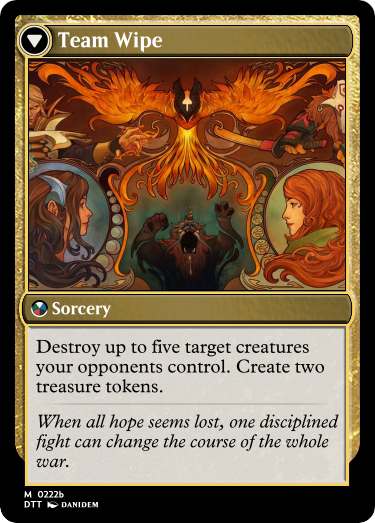 Team Wipe
Sorcery
Destroy up to five target creatures
your opponents control. Create two
treasure tokens.
When all hope seems lost, one disciplined
fight can change the course of the whole
war.
M 0222b
DTT DANIDEM